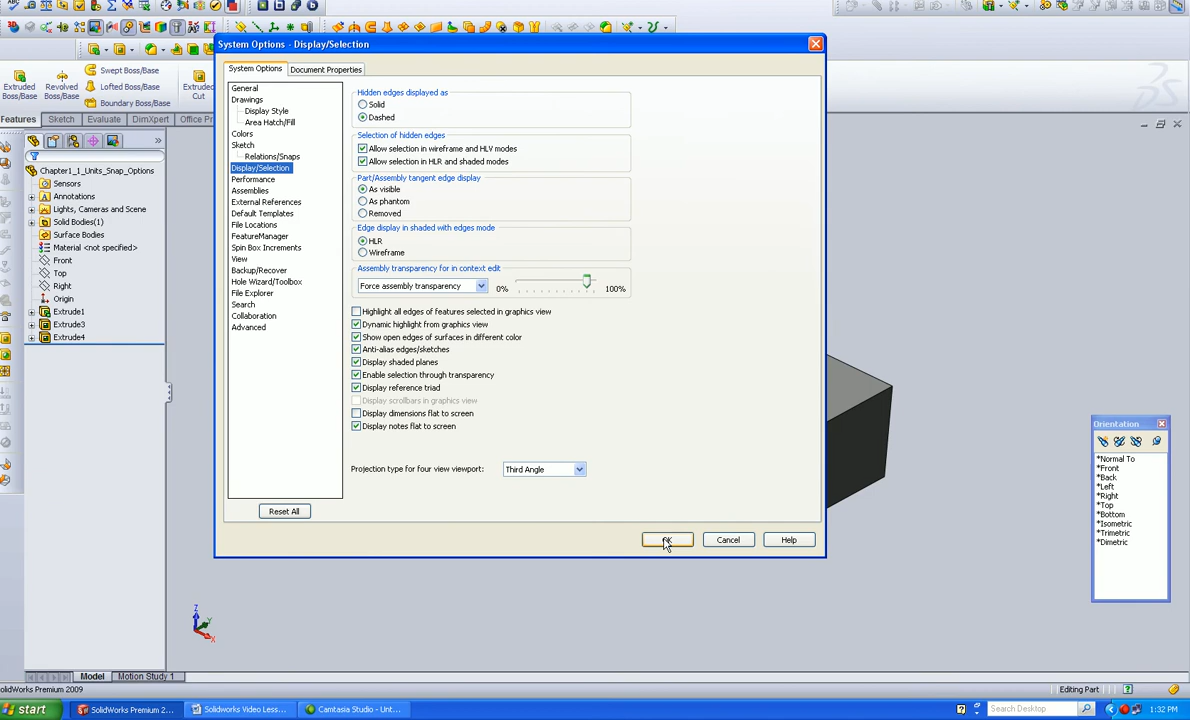 System Options - Display/Selection
System Options
Document Properties
General
Drawings
Display Style
Area Hatch/Fill
Colors
Sketch
Relations/Snaps
Display/Selection
Performance
Assemblies
External References
Default Templates
File Locations
FeatureManager
Spin Box Increments
View
Backup/Recover
Hole Wizard/Toolbox
File Explorer
Search
Collaboration
Advanced
Reset All
Hidden edges displayed as
Solid
Dashed
Selection of hidden edges
Allow selection in wireframe and HLV modes
Allow selection in HLR and shaded modes
Part/Assembly tangent edge display
As visible
As phantom
Removed
Edge display in shaded with edges mode
HLR
Wireframe
Assembly transparency for in context edit
Force assembly transparency
0%
100%
Highlight all edges of features selected in graphics view
Dynamic highlight from graphics view
Show open edges of surfaces in different color
Anti-alias edges/sketches
Display shaded planes
Enable selection through transparency
Display reference triad
Display scrollbars in graphics view
Display dimensions flat to screen
Display notes flat to screen
Projection type for four view viewport:
Third Angle
OK
Cancel
Help
Extruded Boss/Base
Revolved Boss/Base
Swept Boss/Base
Lofted Boss/Base
Boundary Boss/Base
Extruded Cut
Features
Sketch
Evaluate
DimXpert
Office Pr
Chapter1_1_Units_Snap_Options
Sensors
Annotations
Lights, Cameras and Scene
Solid Bodies(1)
Surface Bodies
Material <not specified>
Front
Top
Right
Origin
Extrude1
Extrude3
Extrude4
Orientation
*Normal To
*Front
*Back
*Left
*Right
*Top
*Bottom
*Isometric
*Trimetric
*Dimetric
Z
Y
X
Model
Motion Study 1
SolidWorks Premium 2009
Editing Part
start
SolidWorks Premium 2...
Solidworks Video Less...
Camtasia Studio - Unt...
Search Desktop
1:32 PM